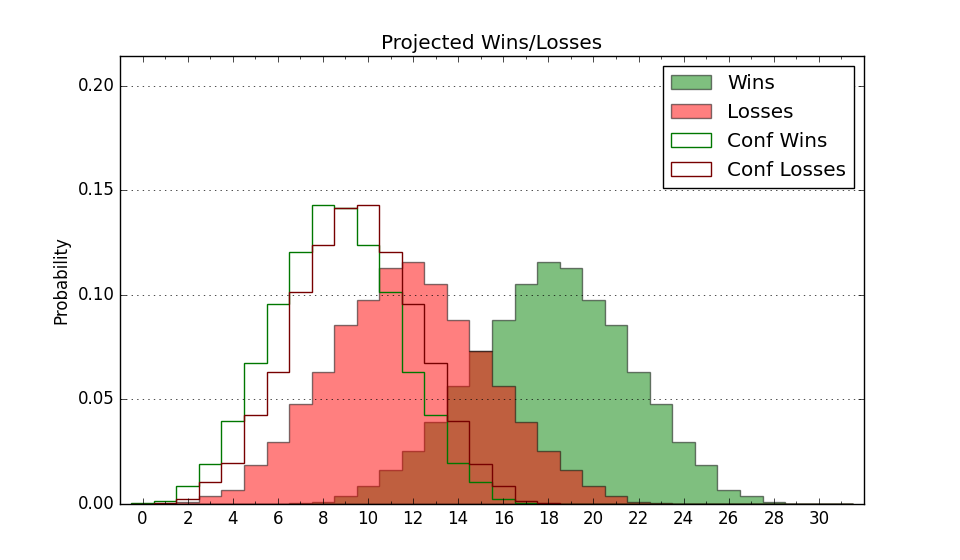 Projected Wins/Losses
Wins
Losses
Conf Wins
Conf Losses
Probability
0.20
0.15
0.10
0.05
0.00
0 2 4 6 8 10 12 14 16 18 20 22 24 26 28 30